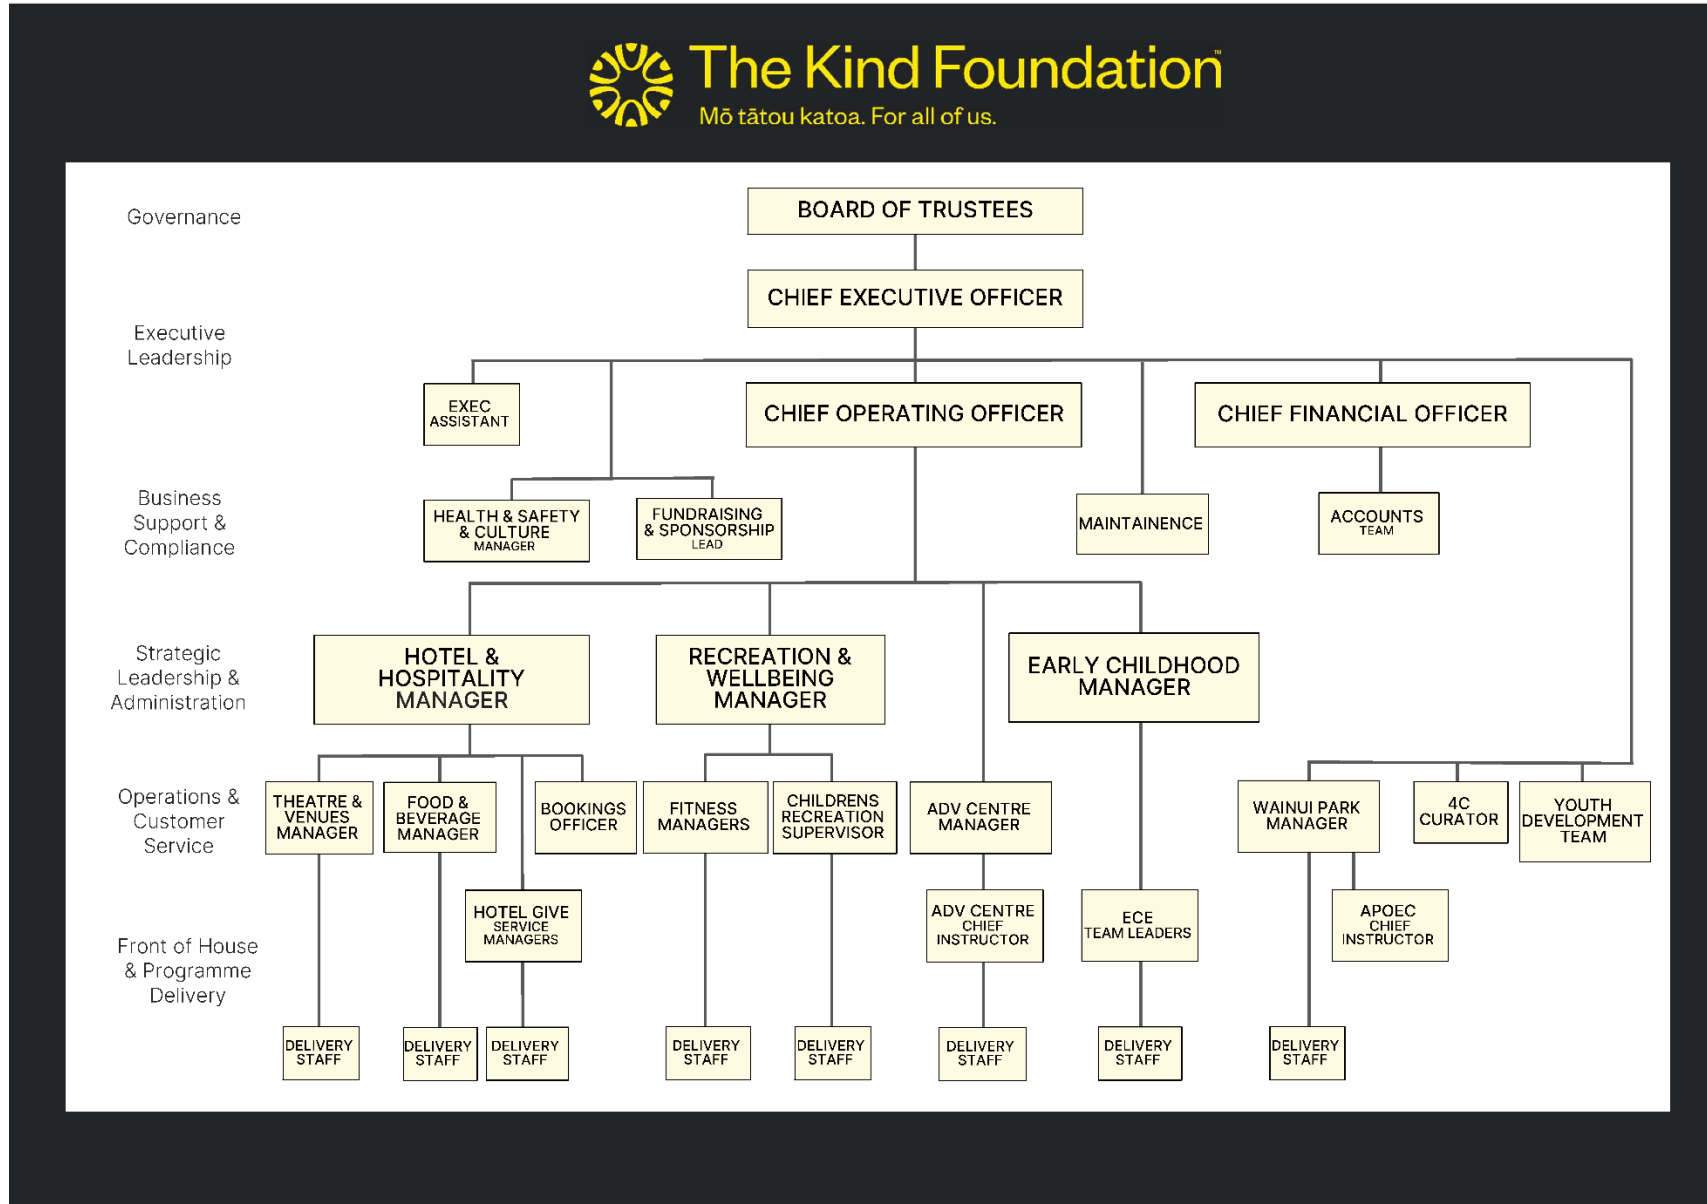 The Kind Foundation™
Mō tātou katoa. For all of us.
Governance
BOARD OF TRUSTEES
CHIEF EXECUTIVE OFFICER
Executive
Leadership
EXEC
ASSISTANT
CHIEF OPERATING OFFICER
CHIEF FINANCIAL OFFICER
Business
Support &
Compliance
HEALTH & SAFETY
& CULTURE
MANAGER
FUNDRAISING
& SPONSORSHIP
LEAD
MAINTAINENCE
ACCOUNTS
TEAM
Strategic
Leadership &
Administration
HOTEL &
HOSPITALITY
MANAGER
RECREATION &
WELLBEING
MANAGER
EARLY CHILDHOOD
MANAGER
Operations &
Customer
Service
THEATRE &
VENUES
MANAGER
FOOD &
BEVERAGE
MANAGER
BOOKINGS
OFFICER
FITNESS
MANAGERS
CHILDRENS
RECREATION
SUPERVISOR
ADV CENTRE
MANAGER
WAINUI PARK
MANAGER
4C
CURATOR
YOUTH
DEVELOPMENT
TEAM
Front of House
& Programme
Delivery
HOTEL GIVE
SERVICE
MANAGERS
ADV CENTRE
CHIEF
INSTRUCTOR
ECE
TEAM LEADERS
APOEC
CHIEF
INSTRUCTOR
DELIVERY
STAFF
DELIVERY
STAFF
DELIVERY
STAFF
DELIVERY
STAFF
DELIVERY
STAFF
DELIVERY
STAFF
DELIVERY
STAFF
DELIVERY
STAFF